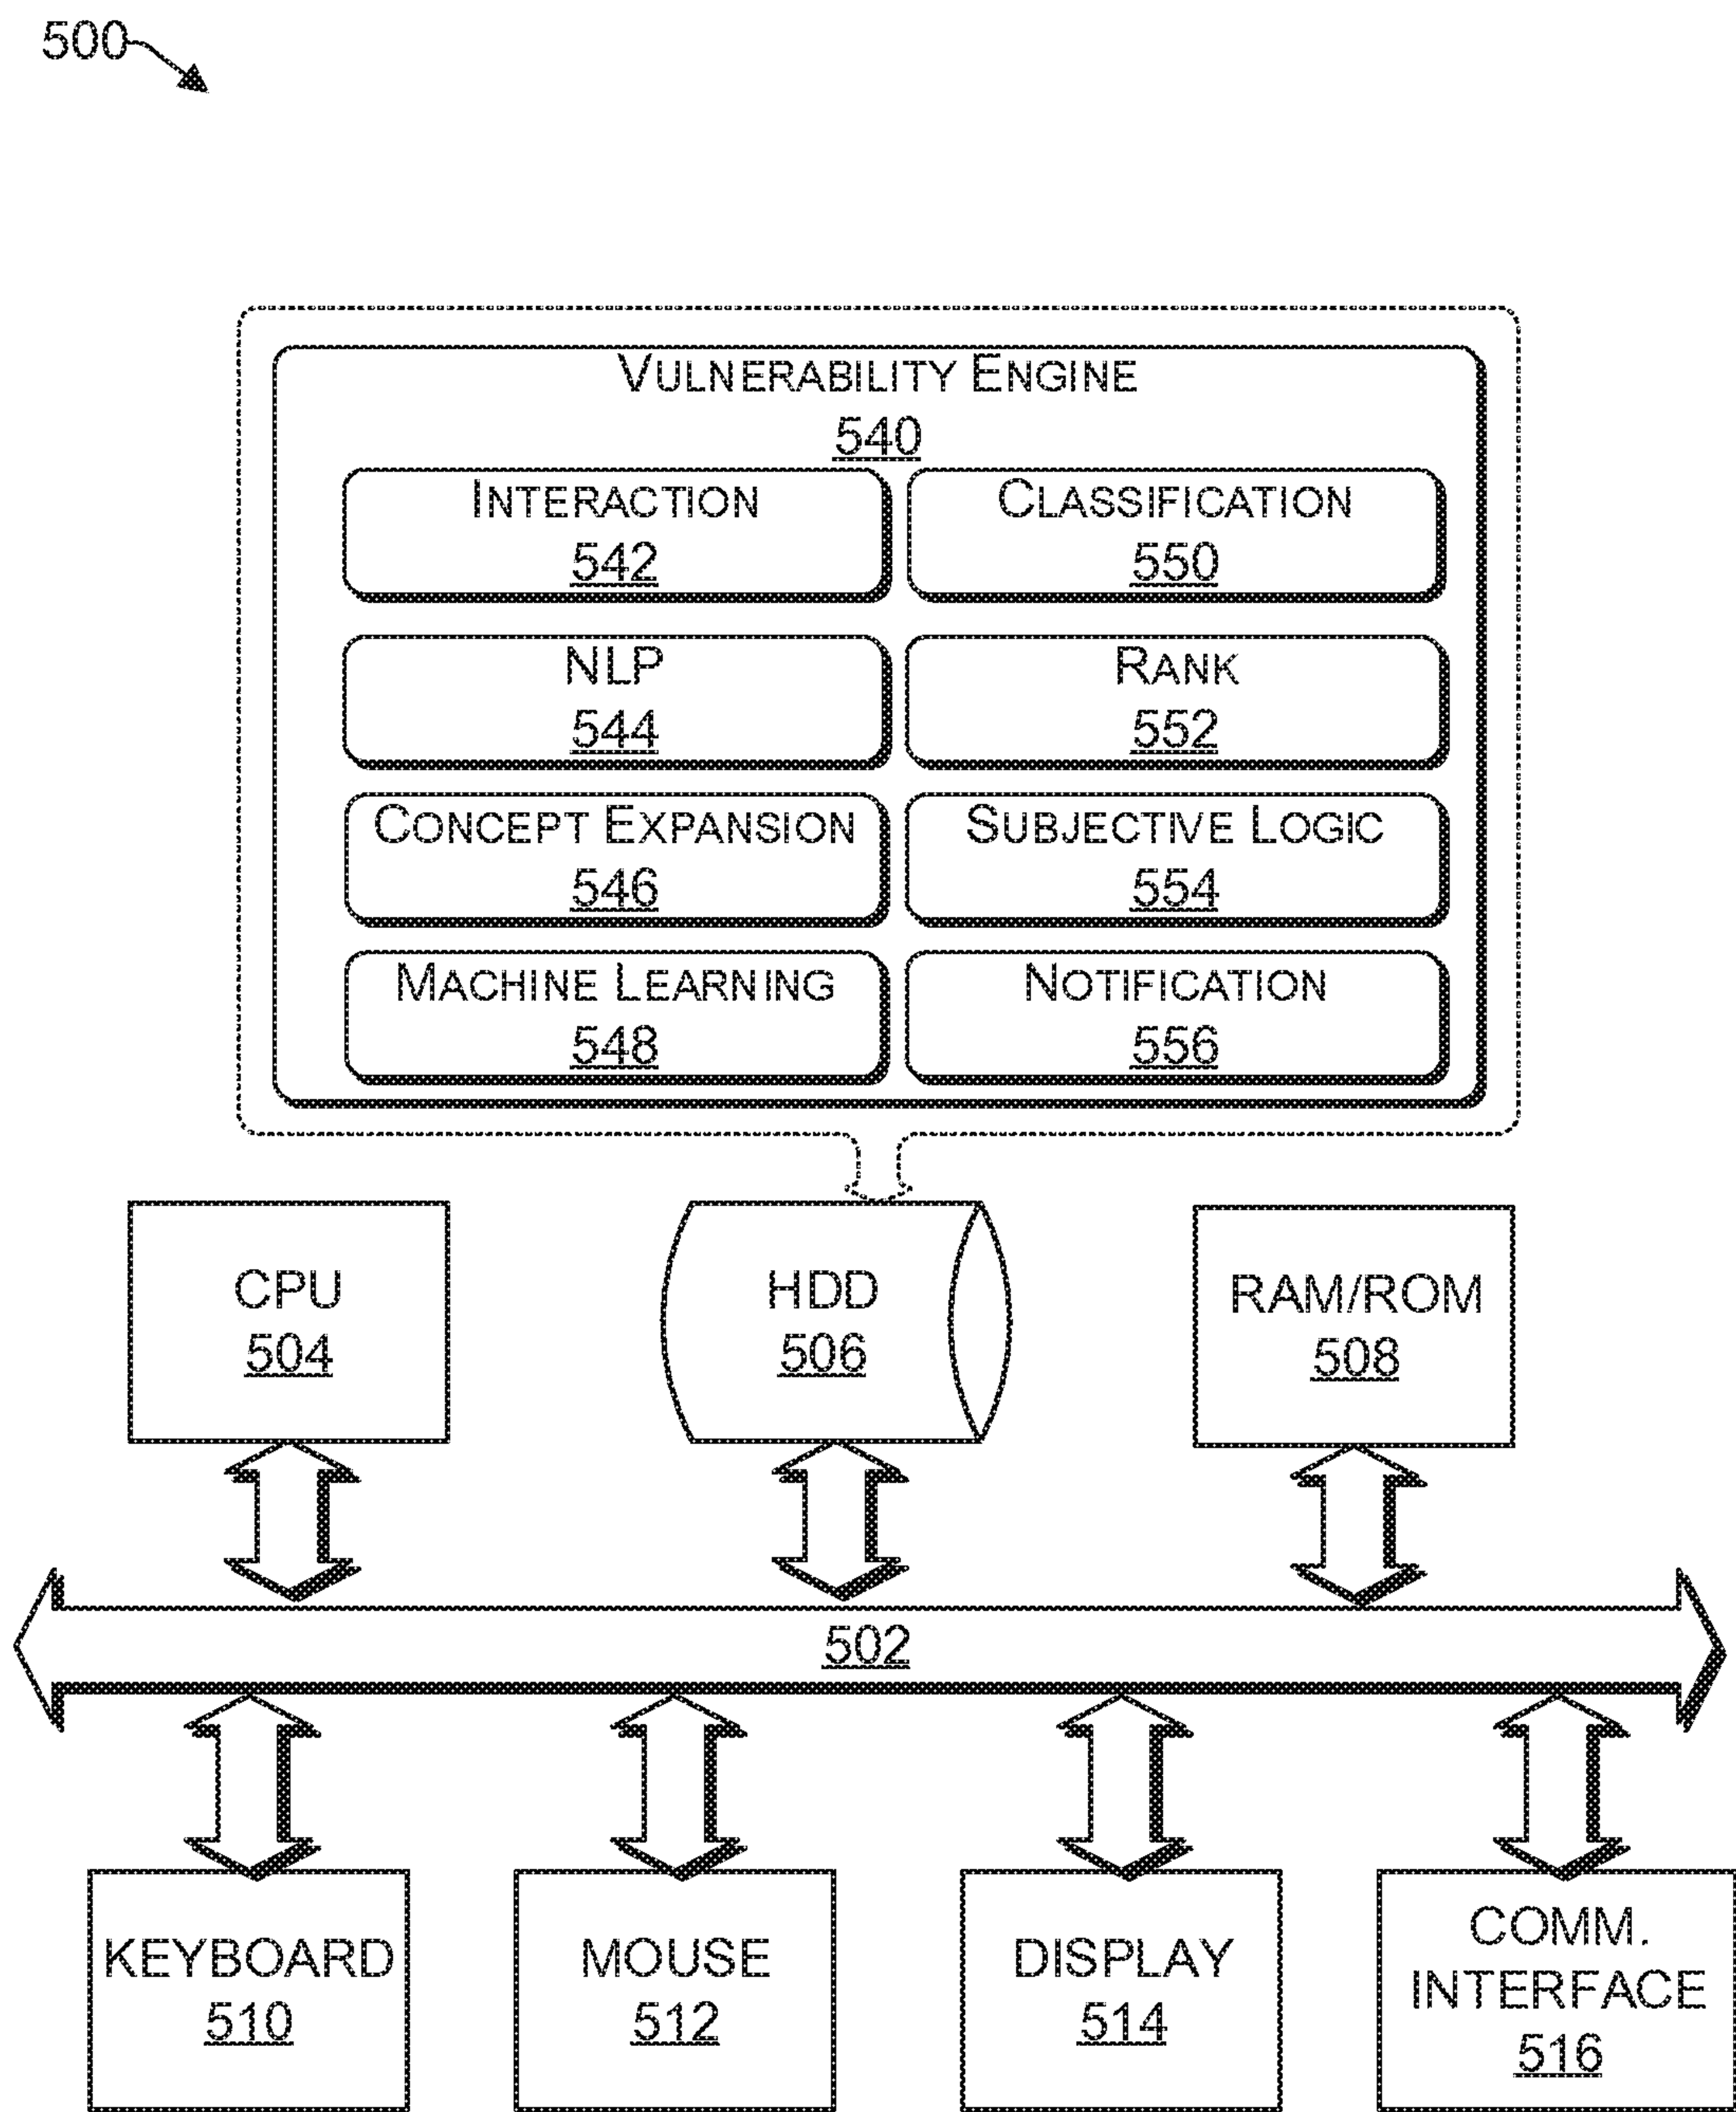 500
VULNERABILITY ENGINE
540
INTERACTION
542
CLASSIFICATION
550
NLP
544
RANK
552
CONCEPT EXPANSION
546
SUBJECTIVE LOGIC
554
MACHINE LEARNING
548
NOTIFICATION
556
CPU
504
HDD
506
RAM/ROM
508
502
KEYBOARD
510
MOUSE
512
DISPLAY
514
COMM.
INTERFACE
516